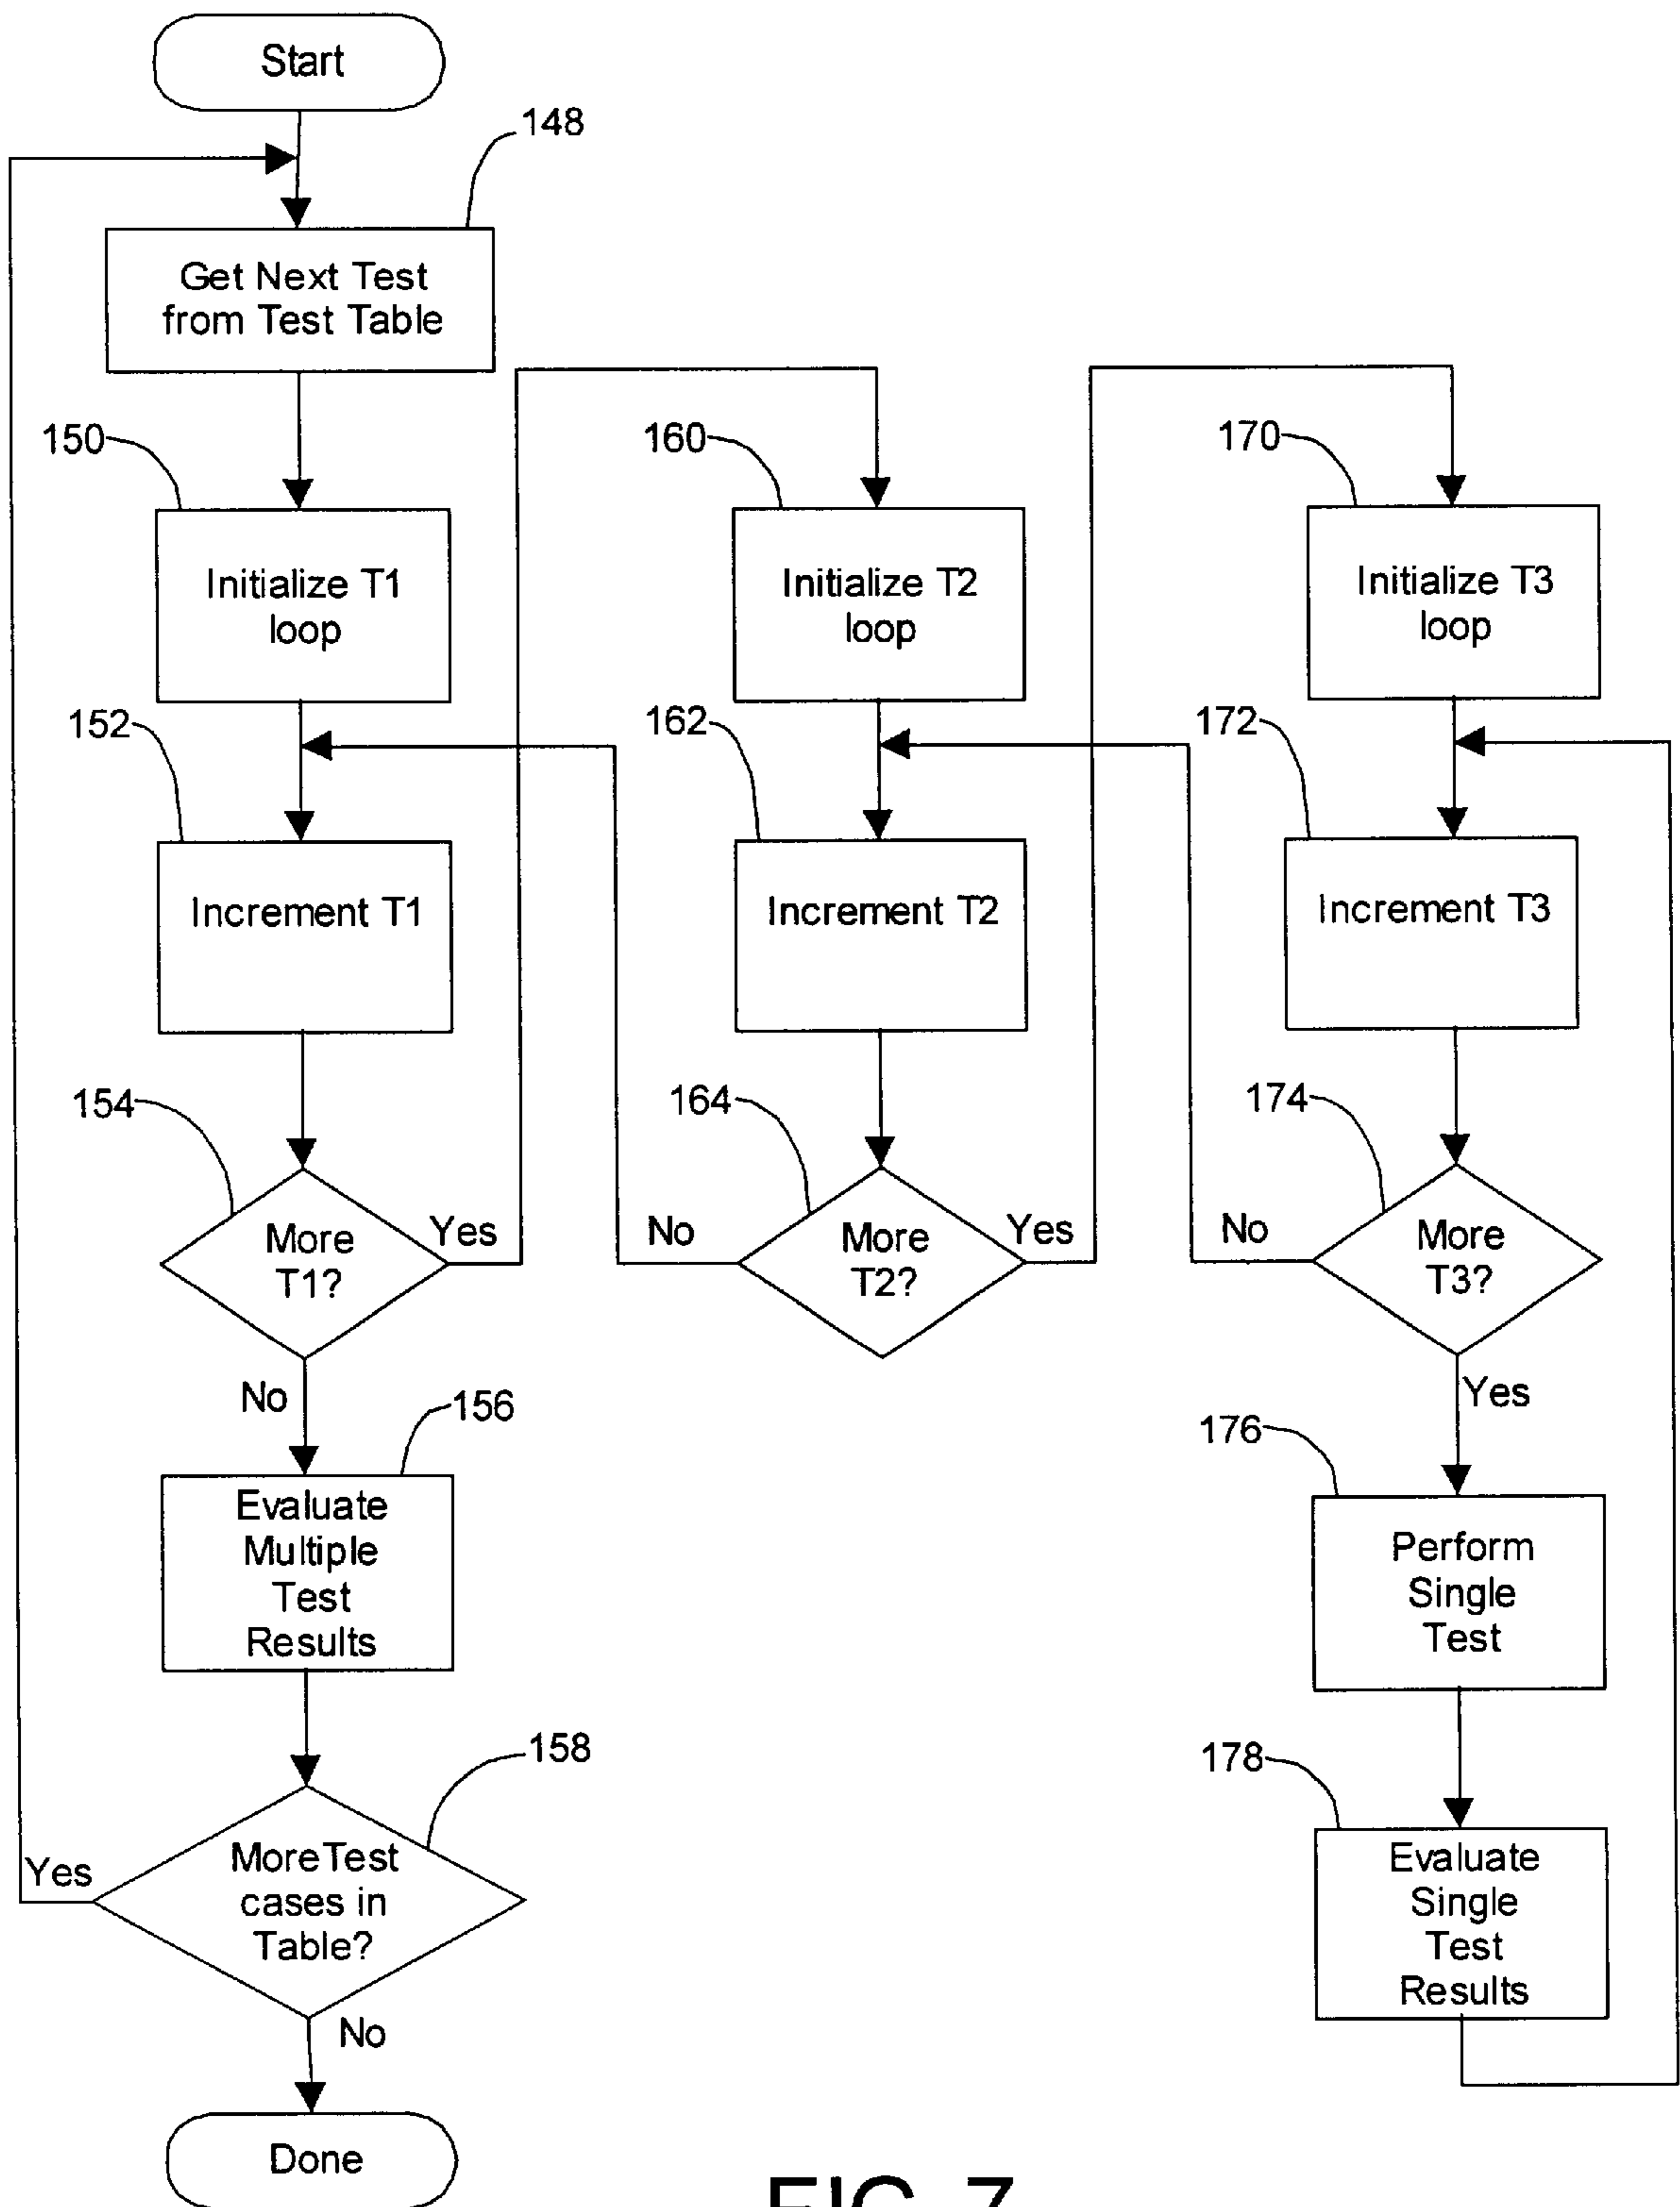 Start
148
Get Next Test
from Test Table
150
Initialize T1
loop
160
Initialize T2
loop
170
Initialize T3
loop
152
Increment T1
162
Increment T2
172
Increment T3
154
More
T1?
Yes
No
164
More
T2?
No
Yes
174
More
T3?
No
Yes
156
Evaluate
Multiple
Test
Results
176
Perform
Single
Test
158
MoreTest
cases in
Table?
Yes
No
178
Evaluate
Single
Test
Results
Done
FIG. 7